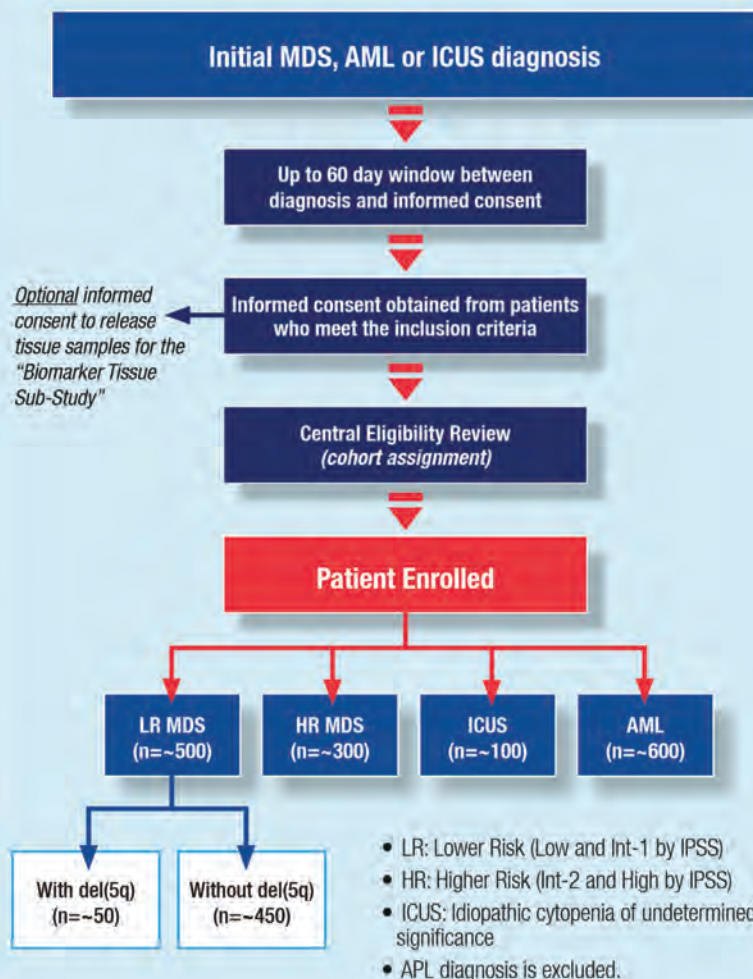 Initial MDS, AML or ICUS diagnosis
Up to 60 day window between
diagnosis and informed consent
Optional informed
consent to release
tissue samples for the
“Biomarker Tissue
Sub-Study”
Informed consent obtained from patients
who meet the inclusion criteria
Central Eligibility Review
(cohort assignment)
Patient Enrolled
LR MDS
(n=~500)
HR MDS
(n=~300)
ICUS
(n=~100)
AML
(n=~600)
With del(5q)
(n=~50)
Without del(5q)
(n=~450)
• LR: Lower Risk (Low and Int-1 by IPSS)
• HR: Higher Risk (Int-2 and High by IPSS)
• ICUS: Idiopathic cytopenia of undetermined
significance
• APL diagnosis is excluded.